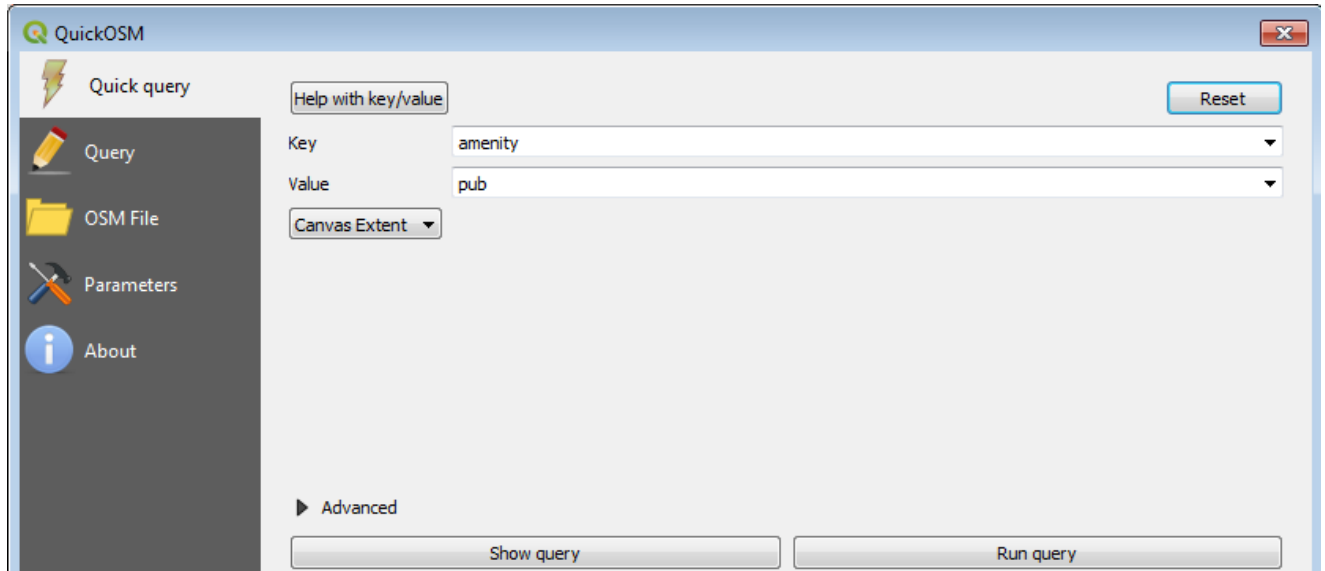 QuickOSM
Quick query
Query
OSM File
Parameters
About
Help with key/value
Reset
Key
amenity
Value
pub
Canvas Extent
Advanced
Show query
Run query